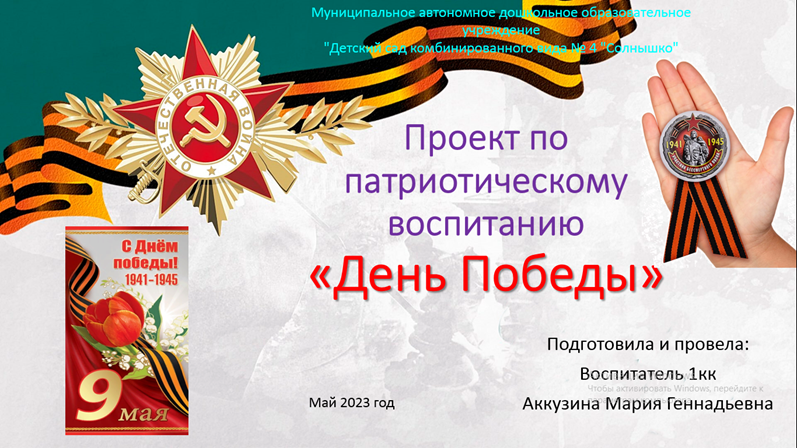 Муниципальное автономное дошкольное образовательное
учреждение
"Детский сад комбинированного вида № 4 "Солнышко"
ОТЕЧЕСТВЕННАЯ ВОЙНА
1941 1945
Проект по
патриотическому
воспитанию
«День Победы»
С Днём
победы!
1941-1945
9 мая
Подготовила и провела:
Воспитатель 1кк
Чтобы активировать Windows, перейдите к
Май 2023 год
Аккузина Мария Геннадьевна